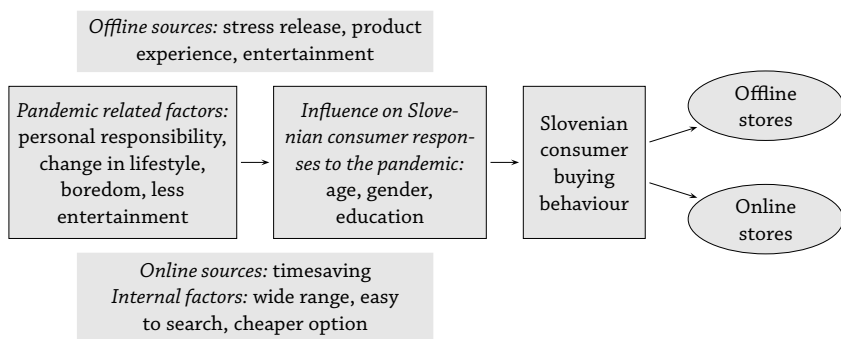 Offline sources: stress release, product
experience, entertainment
Pandemic related factors:
personal responsibility,
change in lifestyle,
boredom, less
entertainment
Influence on Slove-
nian consumer respon-
ses to the pandemic:
age, gender,
education
Slovenian
consumer
buying
behaviour
Offline
stores
Online
stores
Online sources: timesaving
Internal factors: wide range, easy
to search, cheaper option